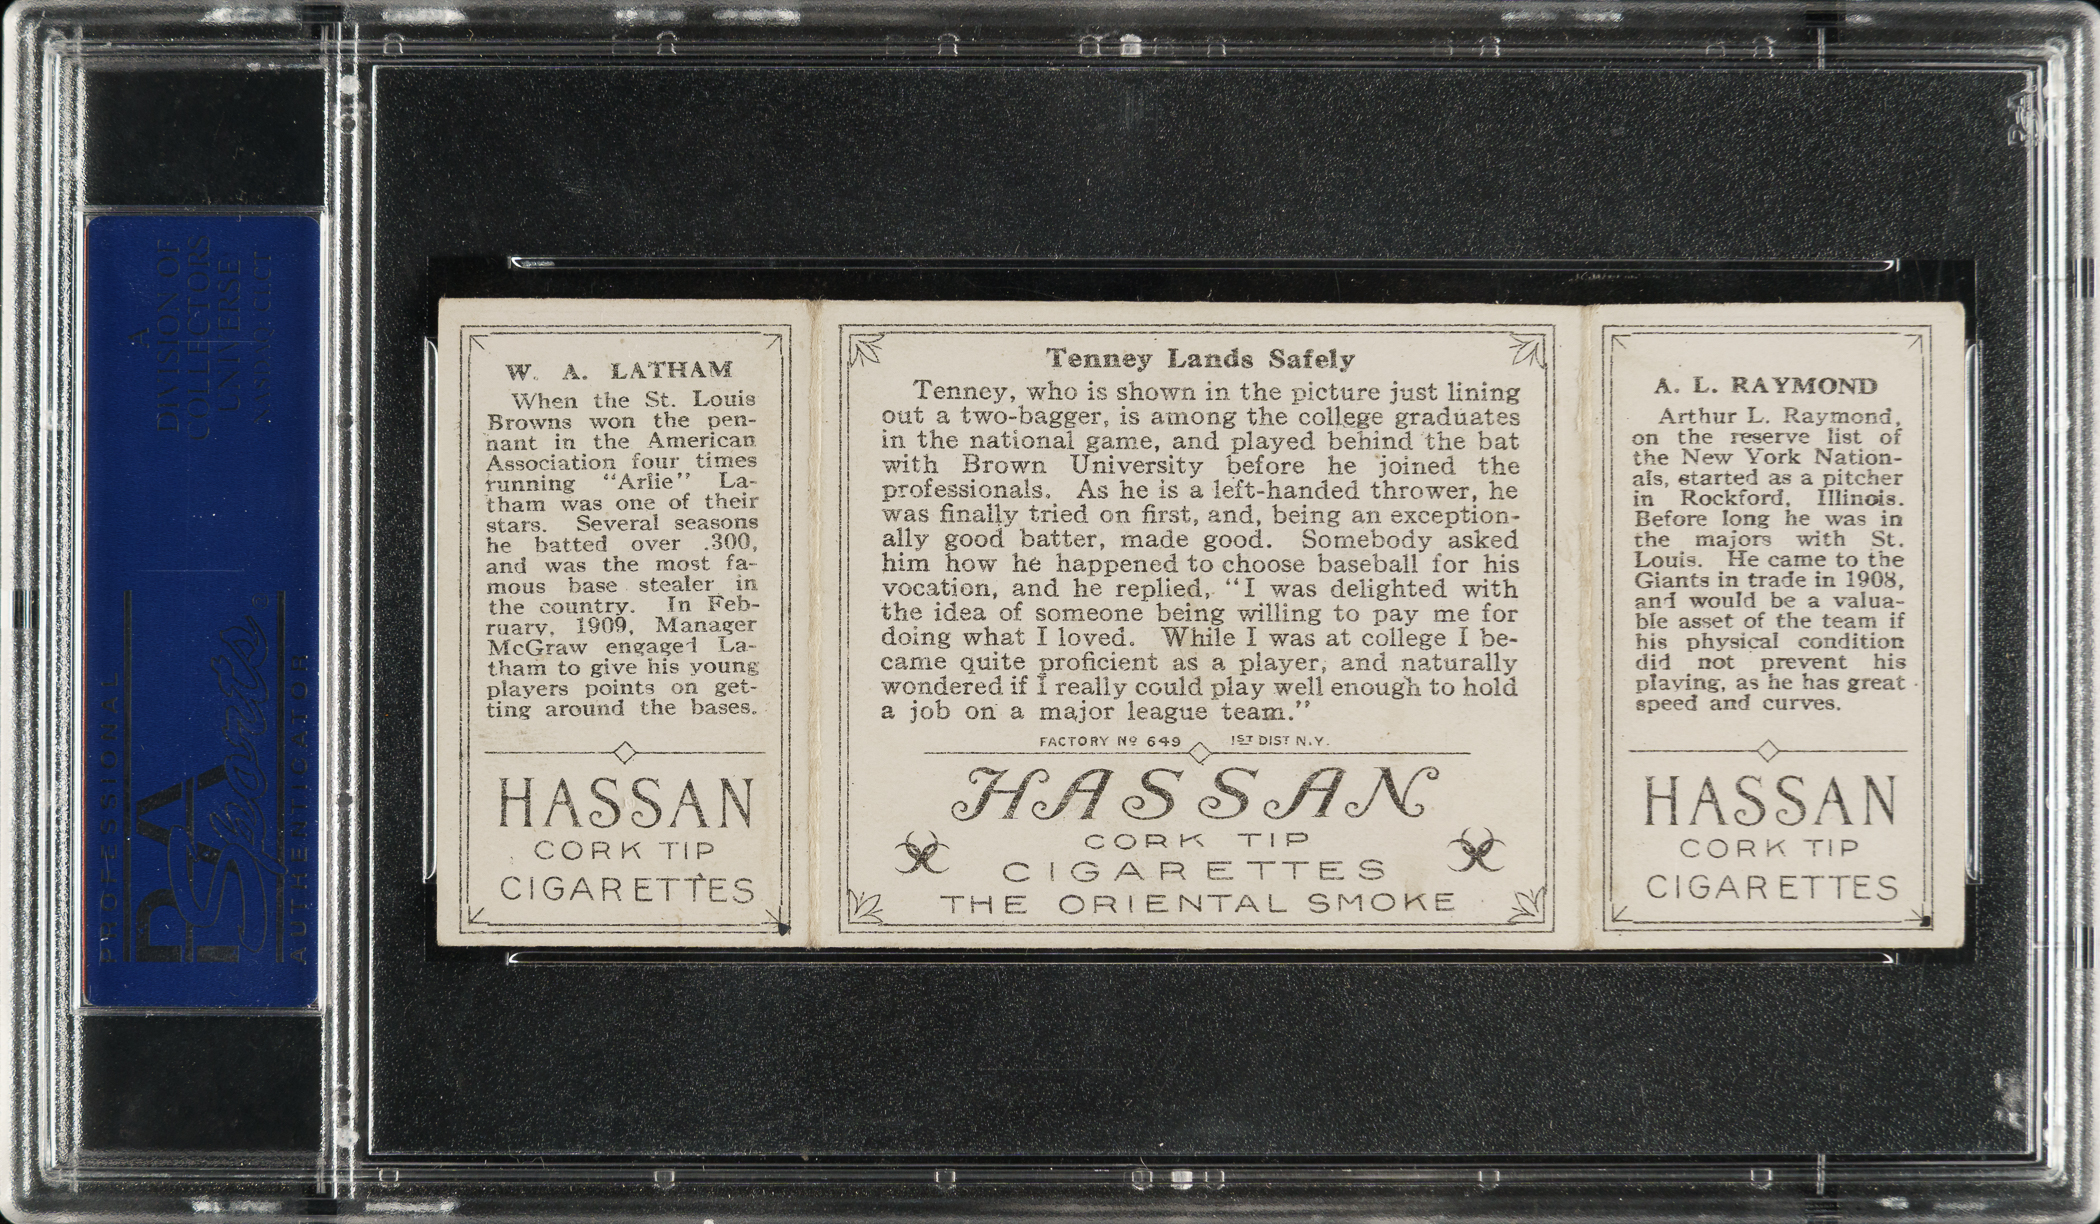 A
DIVISION OF
COLLECTORS
UNIVERSE
NASDAQ: CLCT
PROFESSIONAL
PSA
Sports
AUTHENTICATOR
W. A. LATHAM
When the St. Louis
Browns won the pen-
nant in the American
Association four times
running "Arlie" La-
tham was one of their
stars. Several seasons
he batted over .300,
and was the most fa-
mous base stealer in
the country. In Feb-
ruary, 1909, Manager
McGraw engaged La-
tham to give his young
players points on get-
ting around the bases.
HASSAN
CORK TIP
CIGARETTES
Tenney Lands Safely
Tenney, who is shown in the picture just lining
out a two-bagger, is among the college graduates
in the national game, and played behind the bat
with Brown University before he joined the
professionals. As he is a left-handed thrower, he
was finally tried on first, and, being an exception-
ally good batter, made good. Somebody asked
him how he happened to choose baseball for his
vocation, and he replied, "I was delighted with
the idea of someone being willing to pay me for
doing what I loved. While I was at college I be-
came quite proficient as a player, and naturally
wondered if I really could play well enough to hold
a job on a major league team."
FACTORY Nº 649 1ST DIST N.Y.
HASSAN
CORK TIP
CIGARETTES
THE ORIENTAL SMOKE
A. L. RAYMOND
Arthur L. Raymond,
on the reserve list of
the New York Nation-
als, started as a pitcher
in Rockford, Illinois.
Before long he was in
the majors with St.
Louis. He came to the
Giants in trade in 1908,
and would be a valua-
ble asset of the team if
his physical condition
did not prevent his
playing, as he has great
speed and curves.
HASSAN
CORK TIP
CIGARETTES